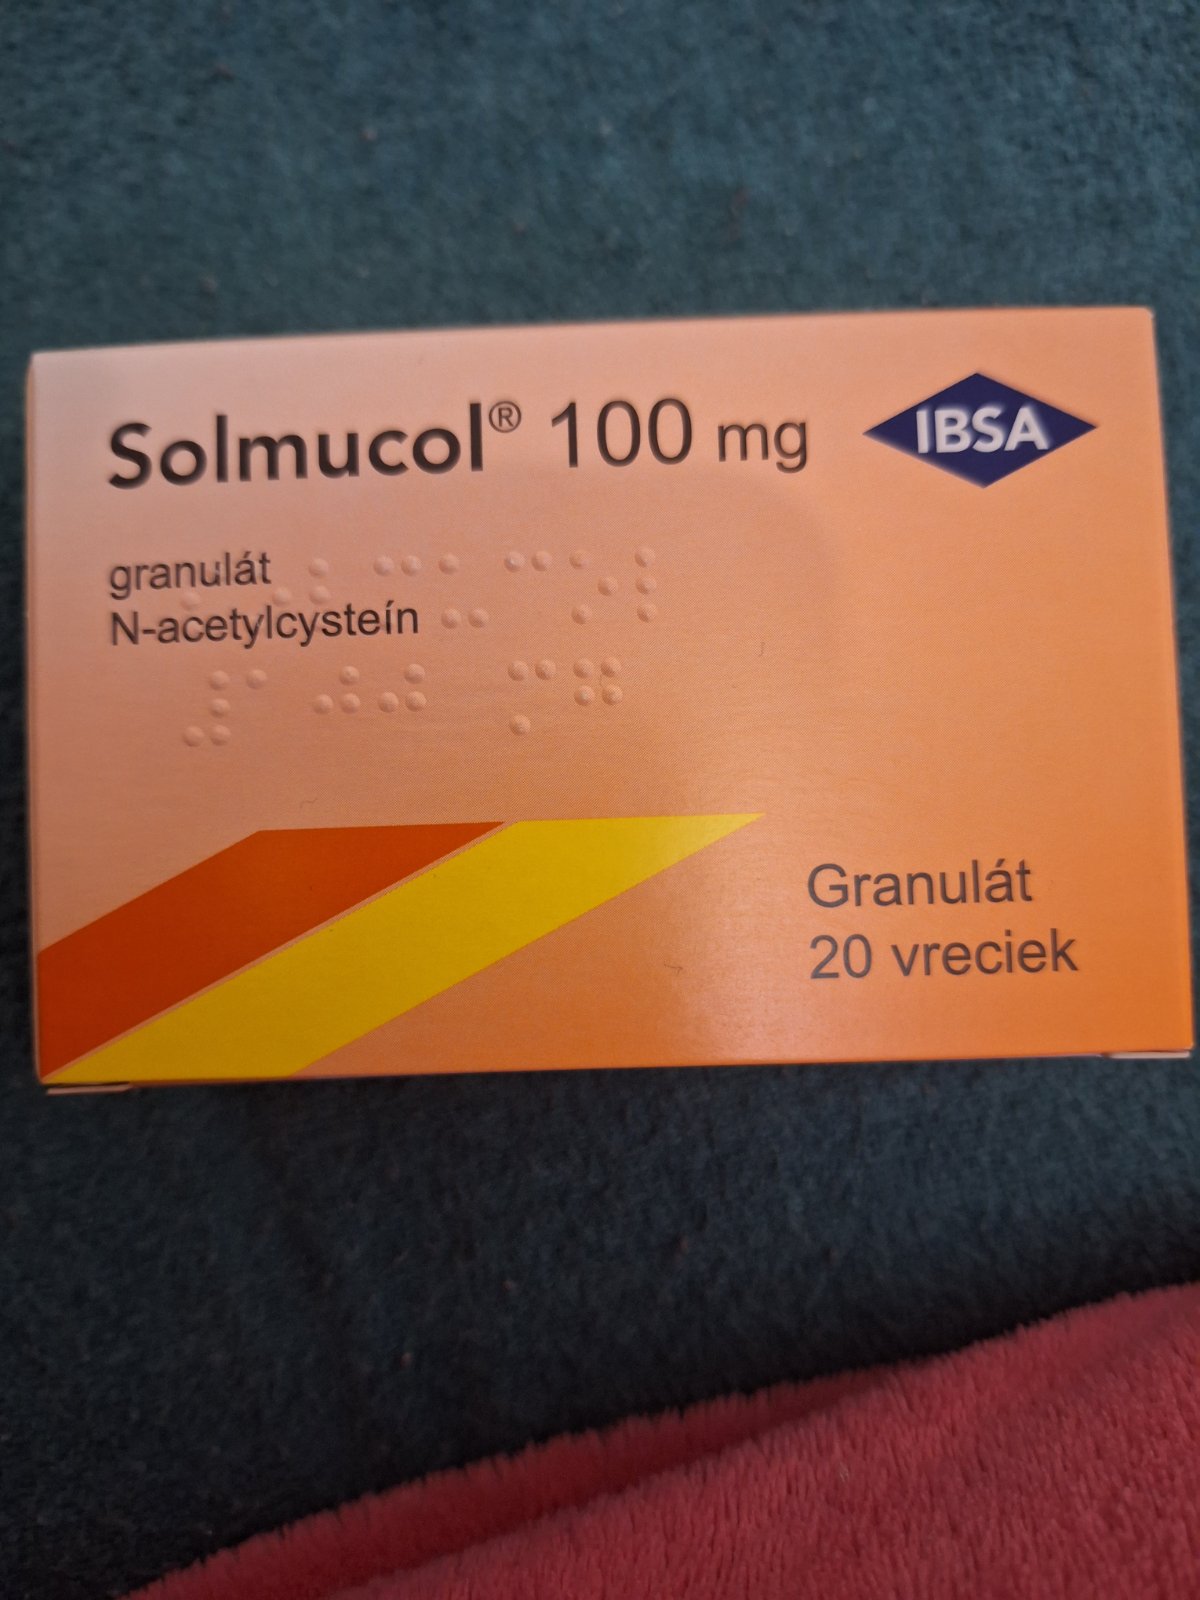 Solmucol® 100 mg
IBSA
granulát
N-acetylcysteín
Granulát
20 vreciek